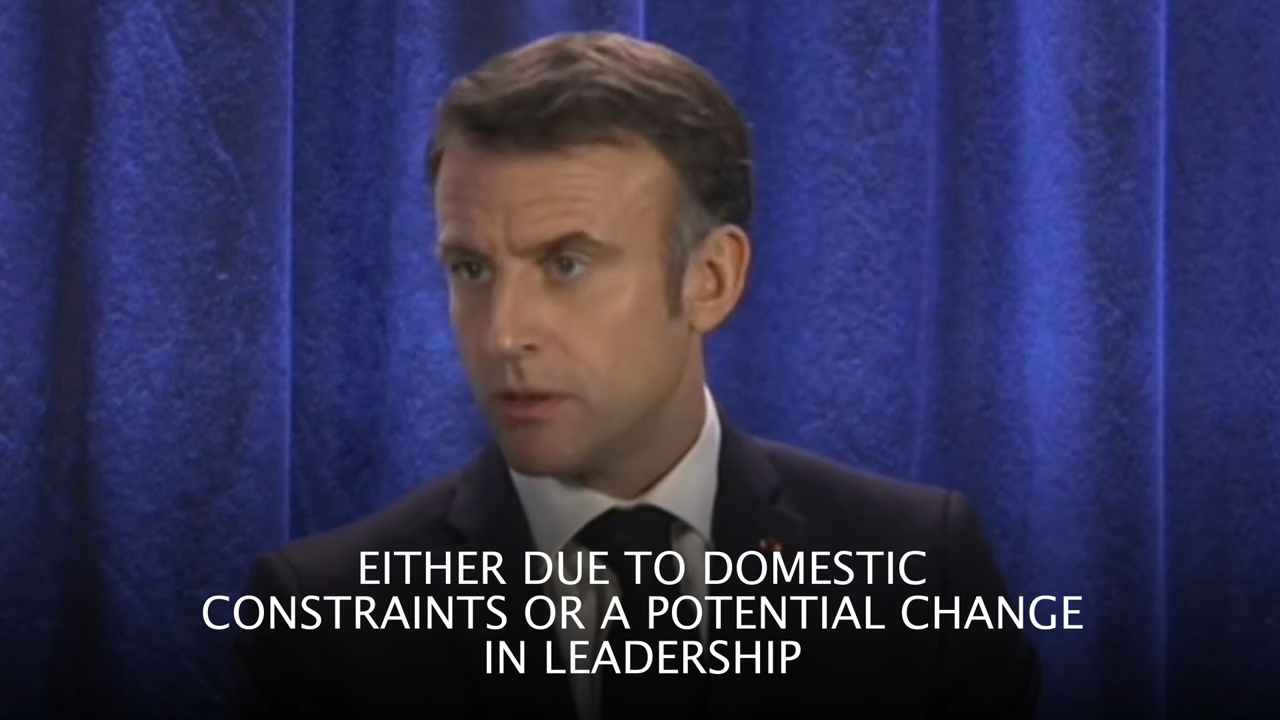 EITHER DUE TO DOMESTIC
CONSTRAINTS OR A POTENTIAL CHANGE
IN LEADERSHIP